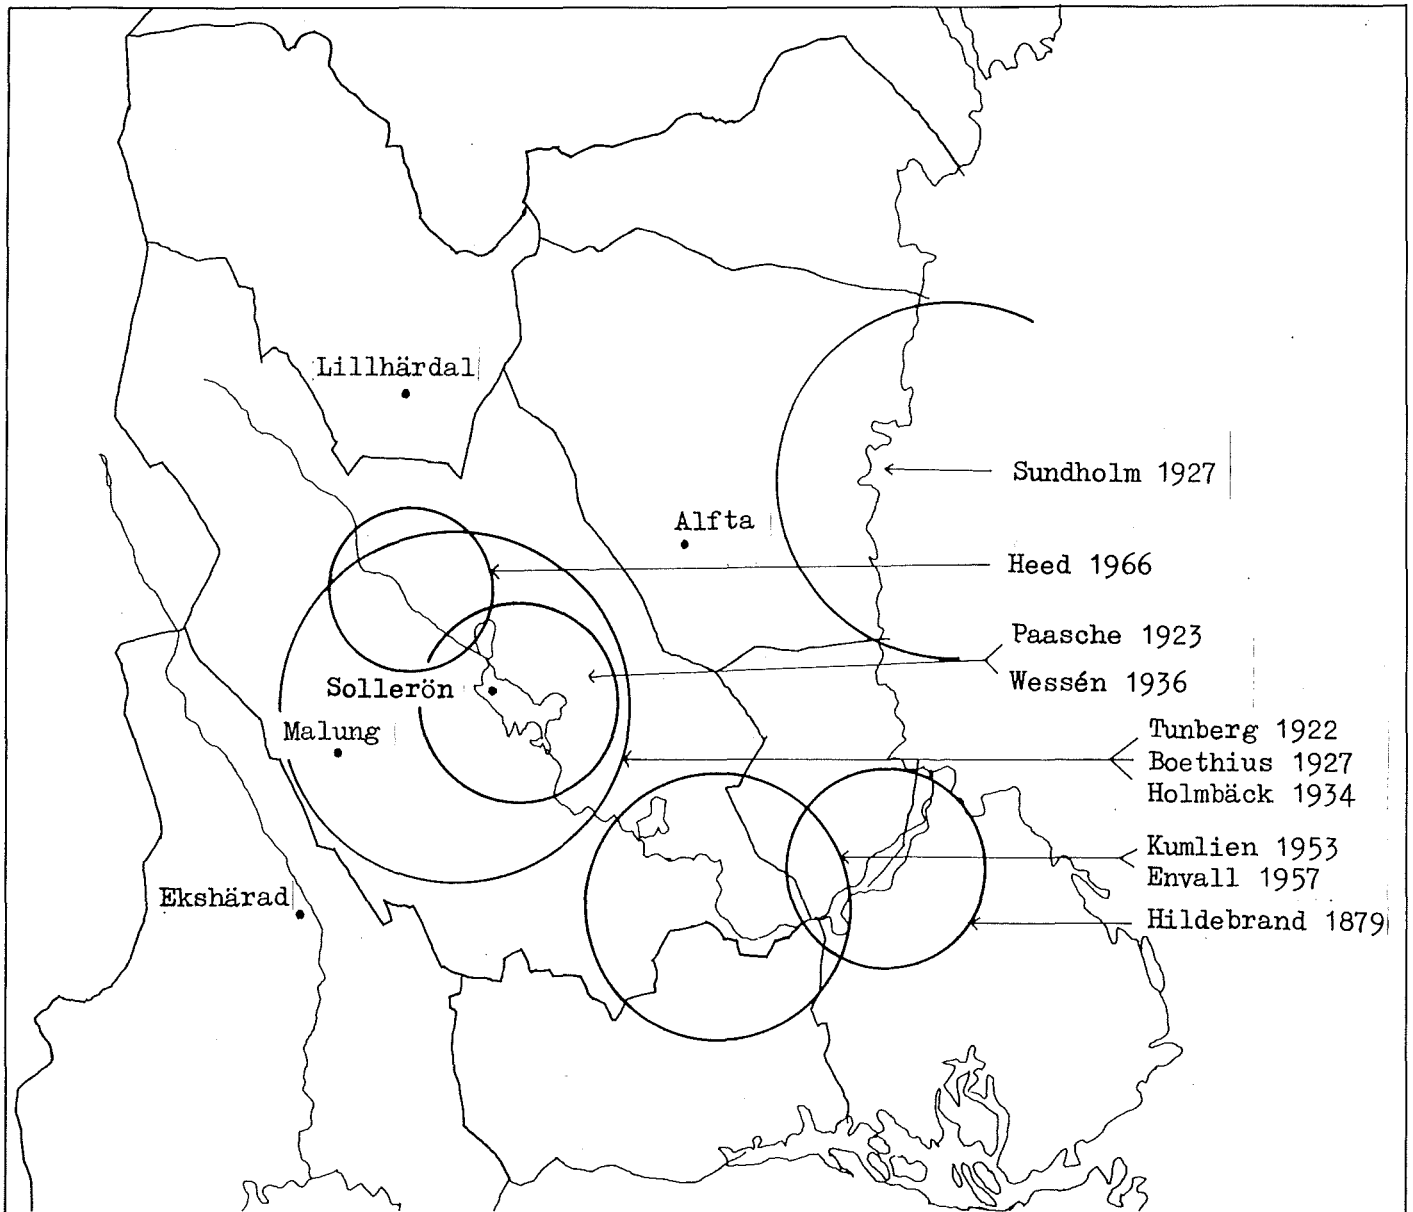 Lillhärdal
Sundholm 1927
Alfta
Heed 1966
Paasche 1923
Wessén 1936
Sollerön
Malung
Tunberg 1922
Boethius 1927
Holmbäck 1934
Kumlien 1953
Envall 1957
Ekshärad
Hildebrand 1879